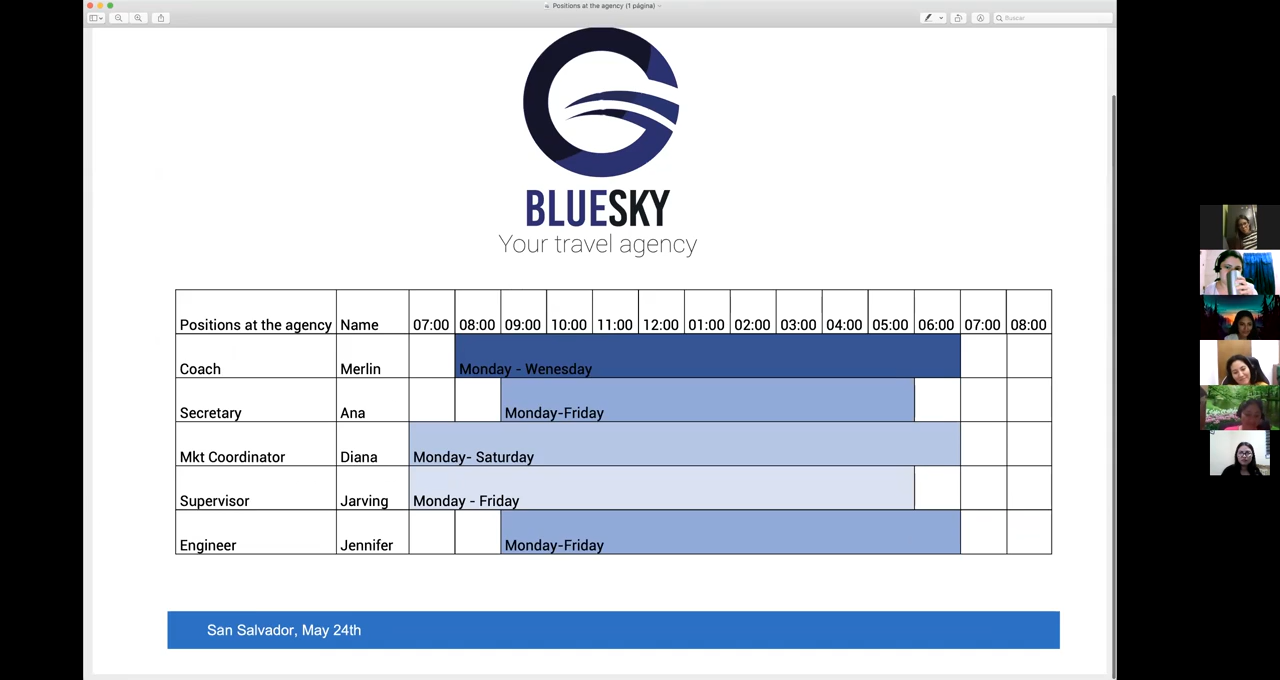 Positions at the agency (1 página)
Buscar
BLUESKY
Your travel agency
Positions at the agency Name 07:00 08:00 09:00 10:00 11:00 12:00 01:00 02:00 03:00 04:00 05:00 06:00 07:00 08:00
Coach Merlin Monday - Wenesday
Secretary Ana Monday-Friday
Mkt Coordinator Diana Monday- Saturday
Supervisor Jarving Monday - Friday
Engineer Jennifer Monday-Friday
San Salvador, May 24th